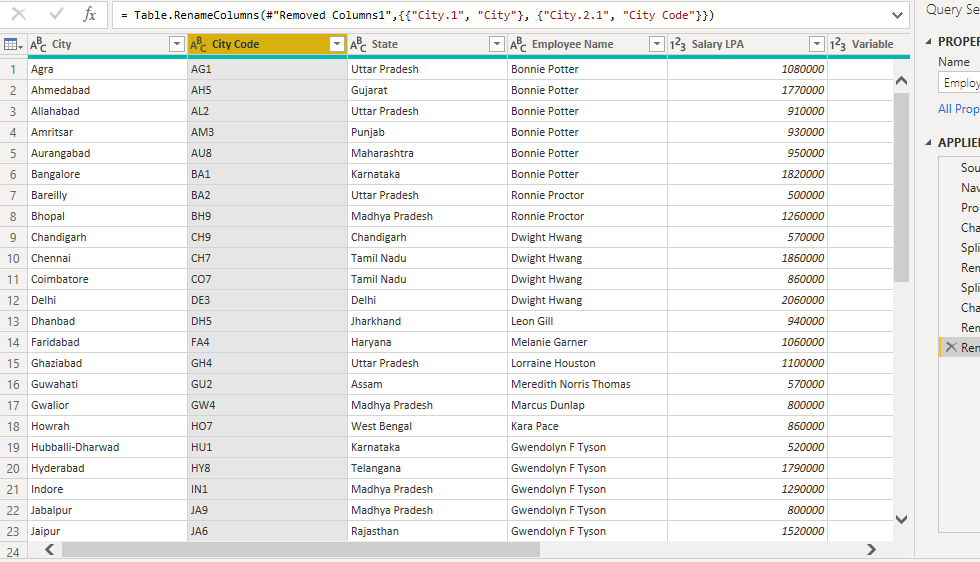 fx = Table.RenameColumns(#"Removed Columns1",{{"City.1", "City"}, {"City.2.1", "City Code"}})
Query Se
ABC City ABC City Code ABC State ABC Employee Name 123 Salary LPA 123 Variable
1 Agra AG1 Uttar Pradesh Bonnie Potter 1080000
2 Ahmedabad AH5 Gujarat Bonnie Potter 1770000
3 Allahabad AL2 Uttar Pradesh Bonnie Potter 910000
4 Amritsar AM3 Punjab Bonnie Potter 930000
5 Aurangabad AU8 Maharashtra Bonnie Potter 950000
6 Bangalore BA1 Karnataka Bonnie Potter 1820000
7 Bareilly BA2 Uttar Pradesh Ronnie Proctor 500000
8 Bhopal BH9 Madhya Pradesh Ronnie Proctor 1260000
9 Chandigarh CH9 Chandigarh Dwight Hwang 570000
10 Chennai CH7 Tamil Nadu Dwight Hwang 1860000
11 Coimbatore CO7 Tamil Nadu Dwight Hwang 860000
12 Delhi DE3 Delhi Dwight Hwang 2060000
13 Dhanbad DH5 Jharkhand Leon Gill 940000
14 Faridabad FA4 Haryana Melanie Garner 1060000
15 Ghaziabad GH4 Uttar Pradesh Lorraine Houston 1100000
16 Guwahati GU2 Assam Meredith Norris Thomas 570000
17 Gwalior GW4 Madhya Pradesh Marcus Dunlap 800000
18 Howrah HO7 West Bengal Kara Pace 860000
19 Hubballi-Dharwad HU1 Karnataka Gwendolyn F Tyson 520000
20 Hyderabad HY8 Telangana Gwendolyn F Tyson 1790000
21 Indore IN1 Madhya Pradesh Gwendolyn F Tyson 1290000
22 Jabalpur JA9 Madhya Pradesh Gwendolyn F Tyson 800000
23 Jaipur JA6 Rajasthan Gwendolyn F Tyson 1520000
24
PROPER
Name
Employ
All Prop
APPLIE
Sou
Nav
Pro
Cha
Spli
Ren
Spli
Cha
Rem
Ren